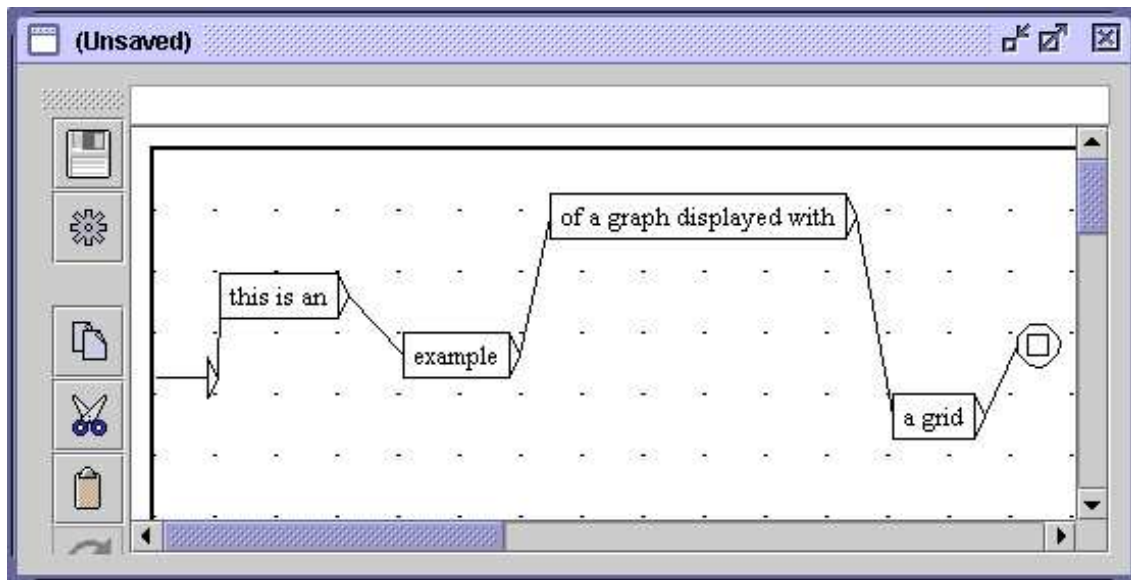 (Unsaved)
this is an
example
of a graph displayed with
a grid